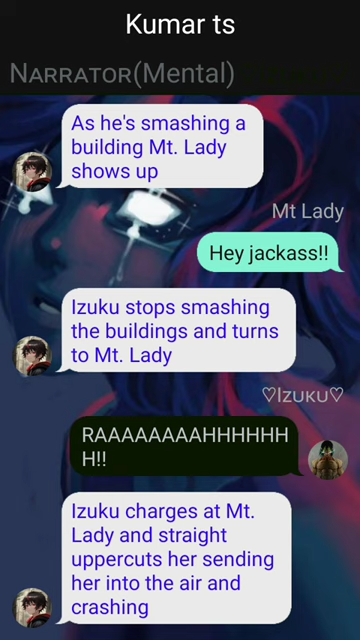 Kumar ts
NARRATOR(Mental)
As he's smashing a
building Mt. Lady
shows up
Mt Lady
Hey jackass!!
Izuku stops smashing
the buildings and turns
to Mt. Lady
♡Izuku♡
RAAAAAAAAHHHHHH
H!!
Izuku charges at Mt.
Lady and straight
uppercuts her sending
her into the air and
crashing